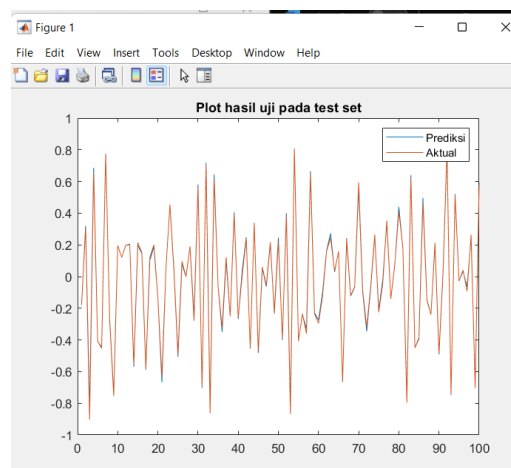 Figure 1
File Edit View Insert Tools Desktop Window Help
Plot hasil uji pada test set
Prediksi
Aktual
1
0.8
0.6
0.4
0.2
0
-0.2
-0.4
-0.6
-0.8
-1
0 10 20 30 40 50 60 70 80 90 100